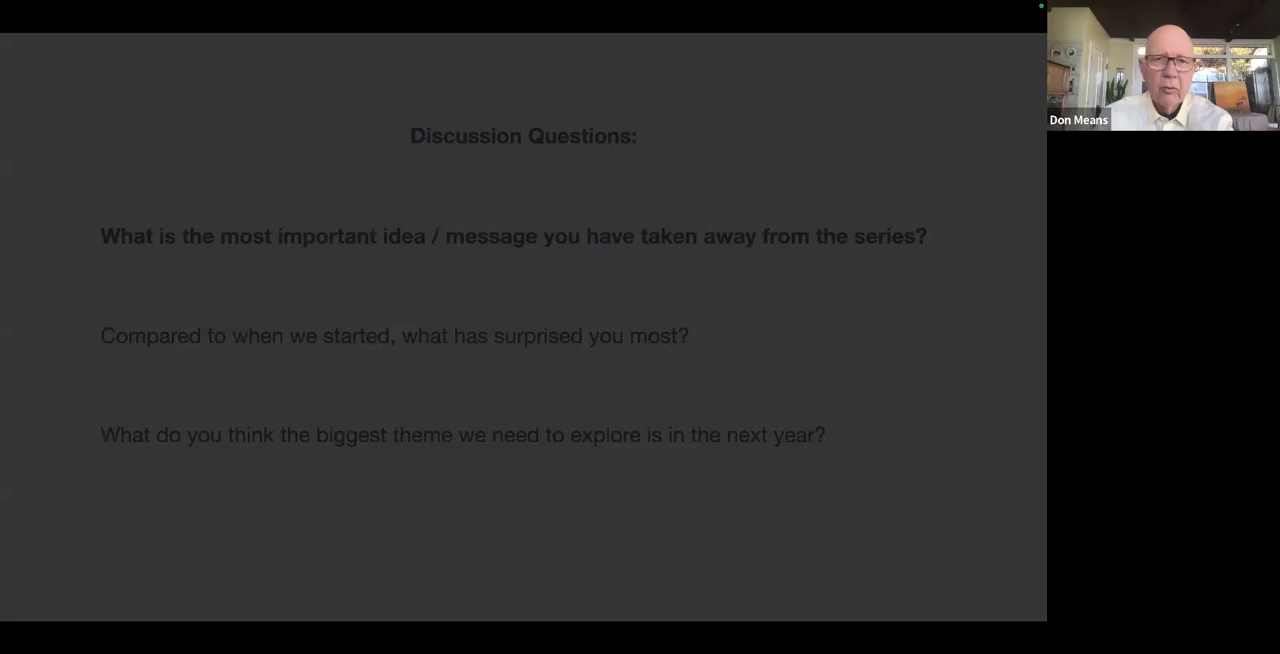 Discussion Questions:
What is the most important idea / message you have taken away from the series?
Compared to when we started, what has surprised you most?
What do you think the biggest theme we need to explore is in the next year?
Don Means